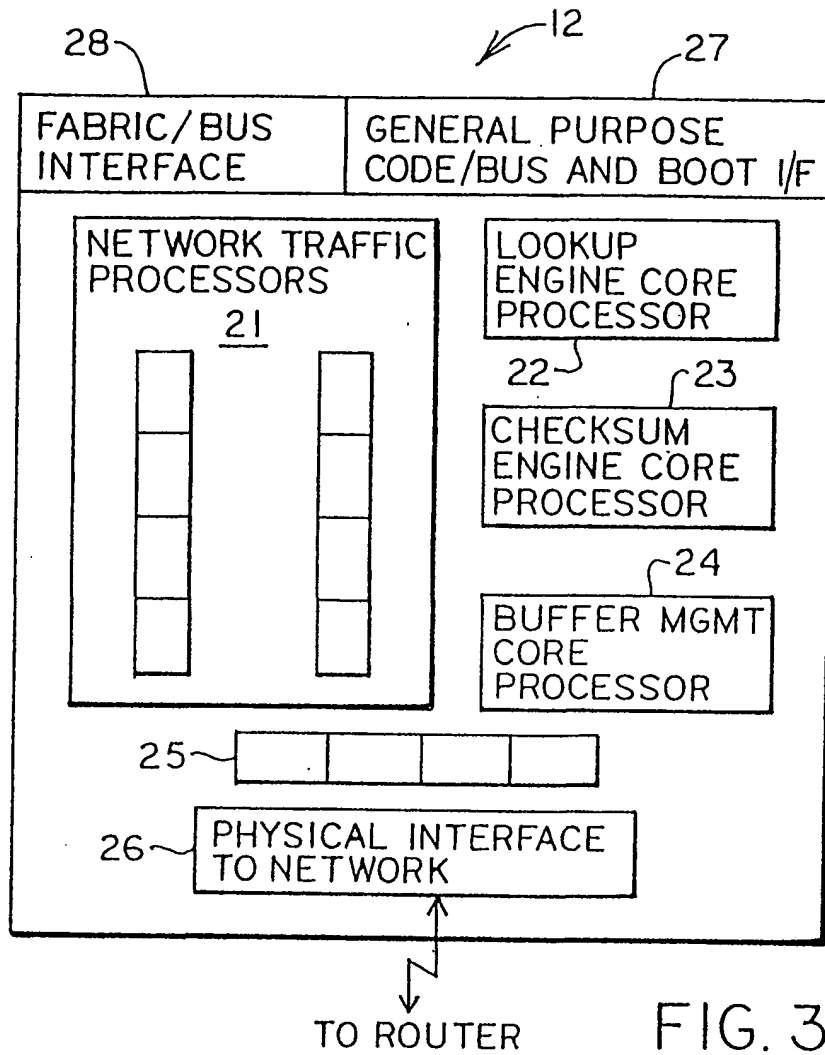 12
28
27
FABRIC/BUS
INTERFACE
GENERAL PURPOSE
CODE/BUS AND BOOT I/F
NETWORK TRAFFIC
PROCESSORS
21
LOOKUP
ENGINE CORE
PROCESSOR
22
23
CHECKSUM
ENGINE CORE
PROCESSOR
24
BUFFER MGMT
CORE
PROCESSOR
25
26
PHYSICAL INTERFACE
TO NETWORK
TO ROUTER
FIG. 3